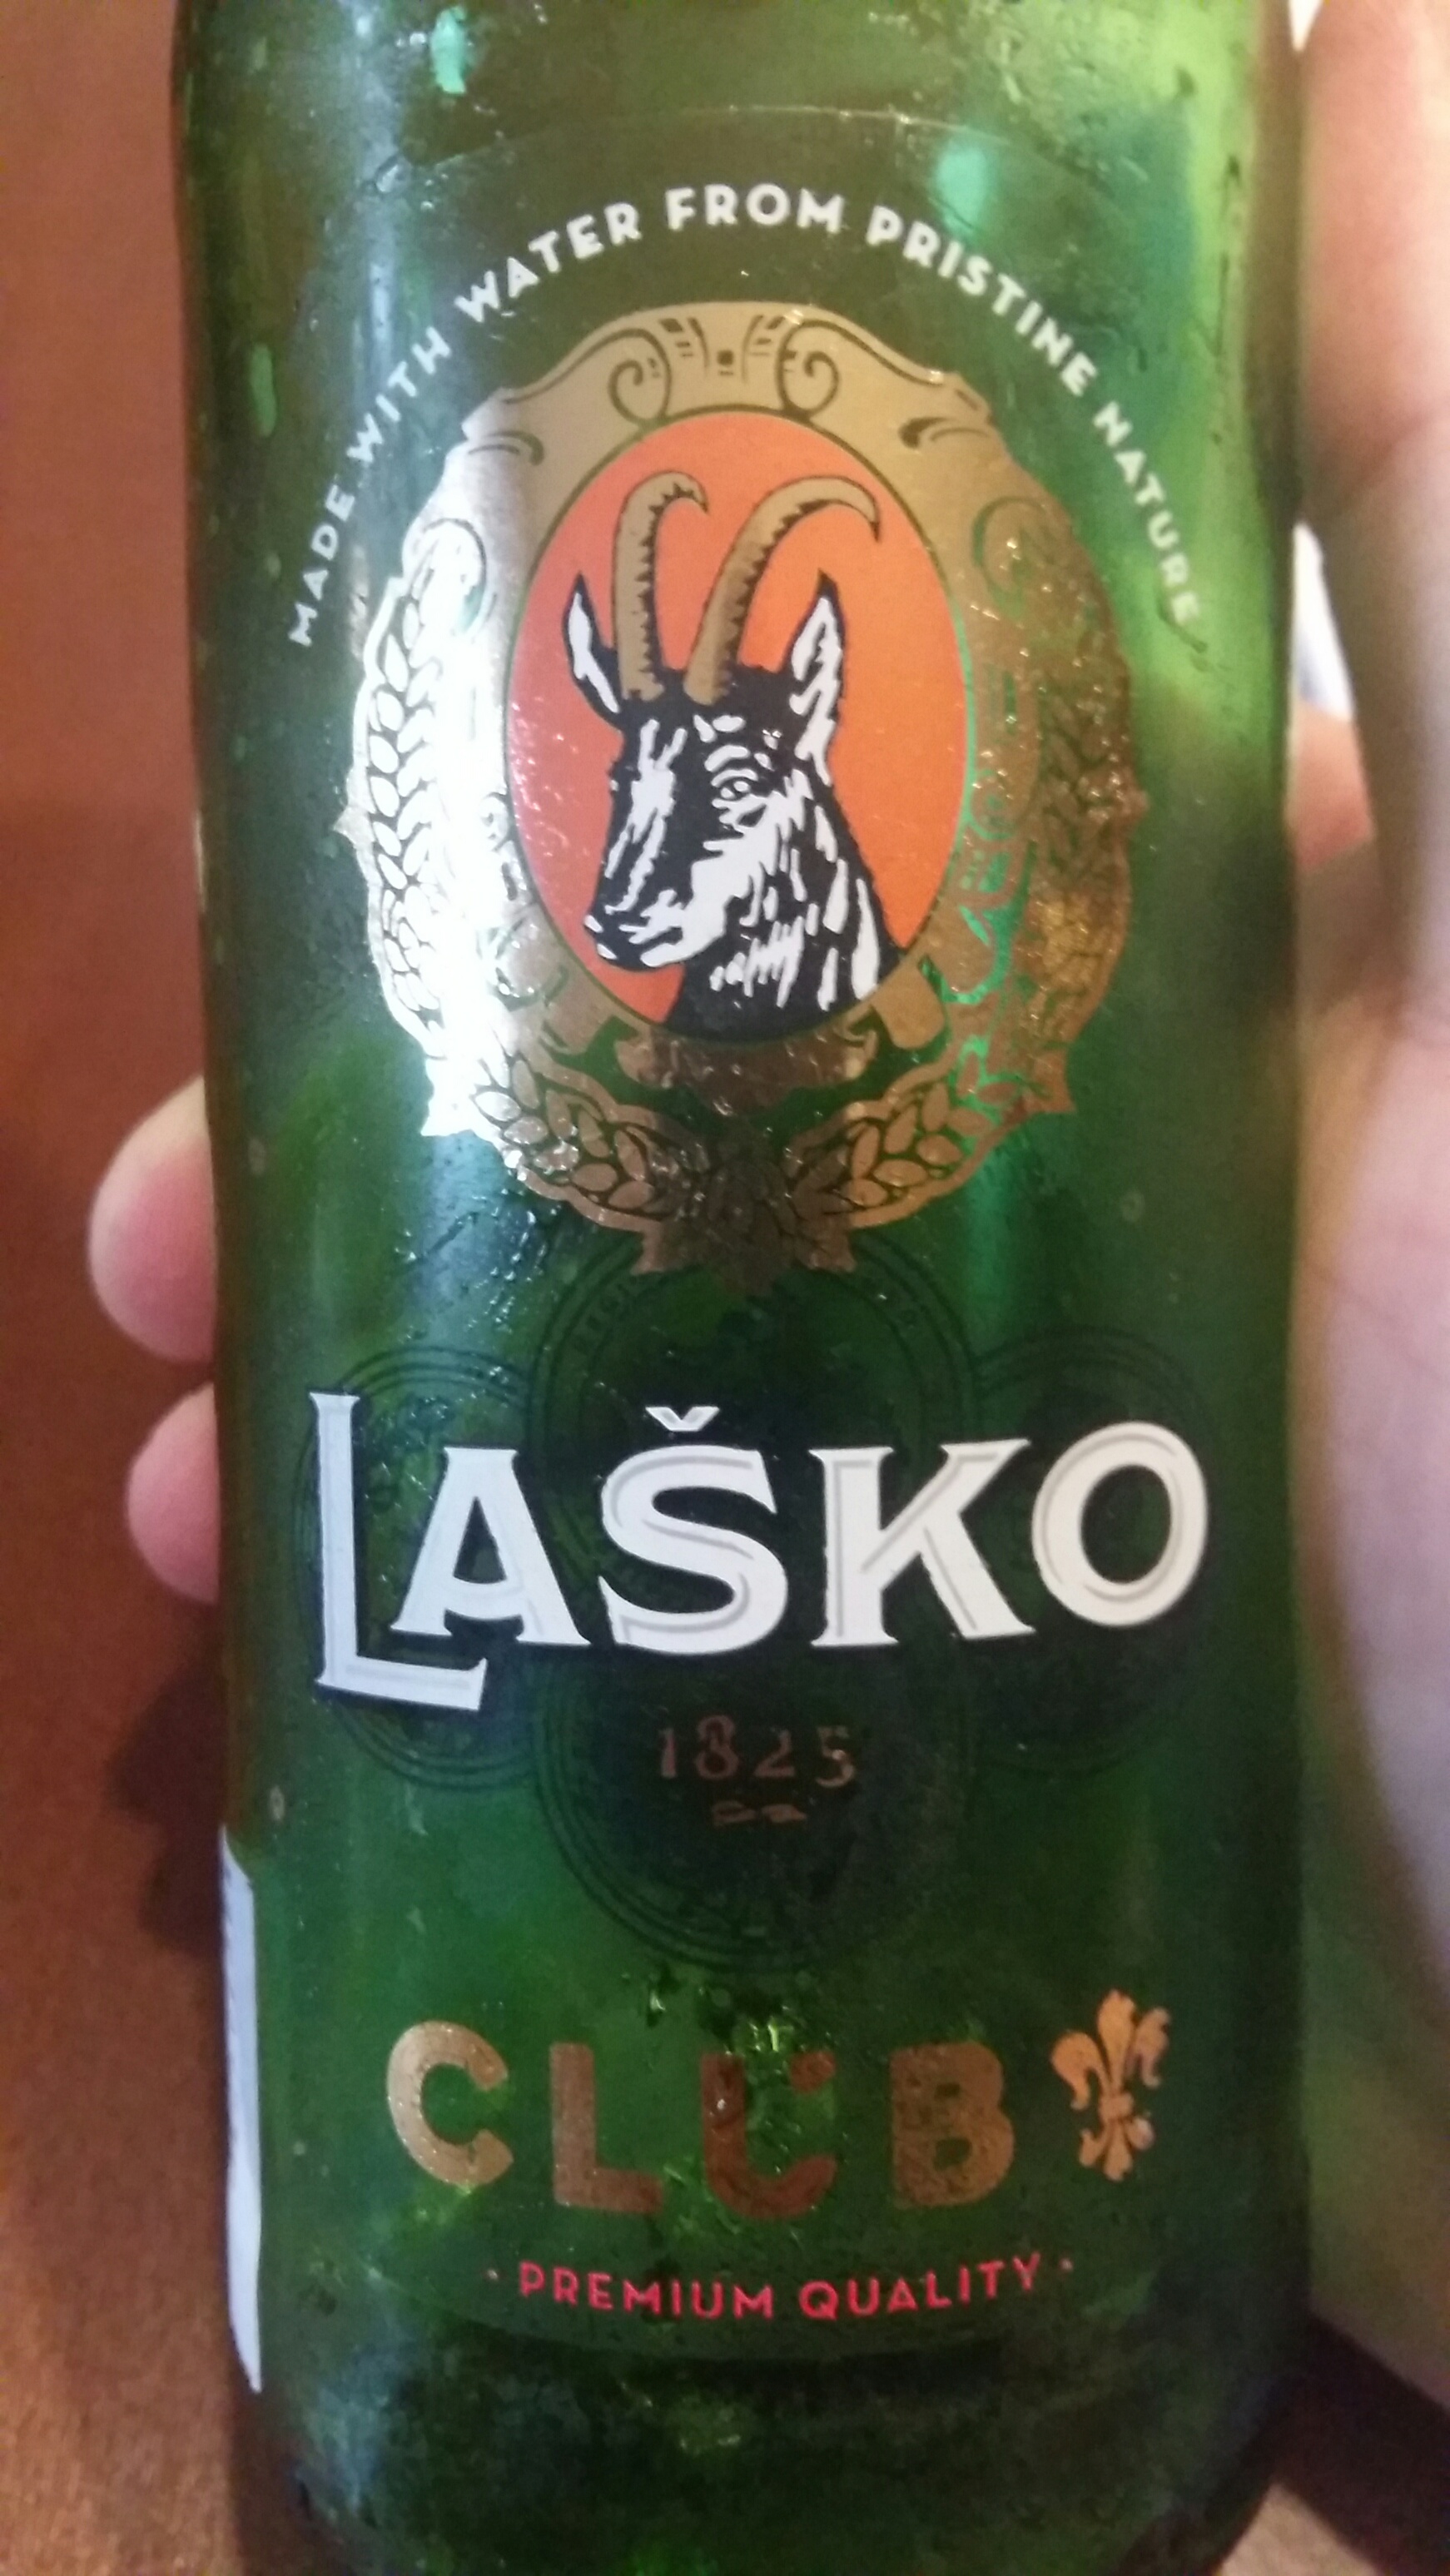 MADE WITH WATER FROM PRISTINE NATURE
LAŠKO
1825
CLUB
· PREMIUM QUALITY ·